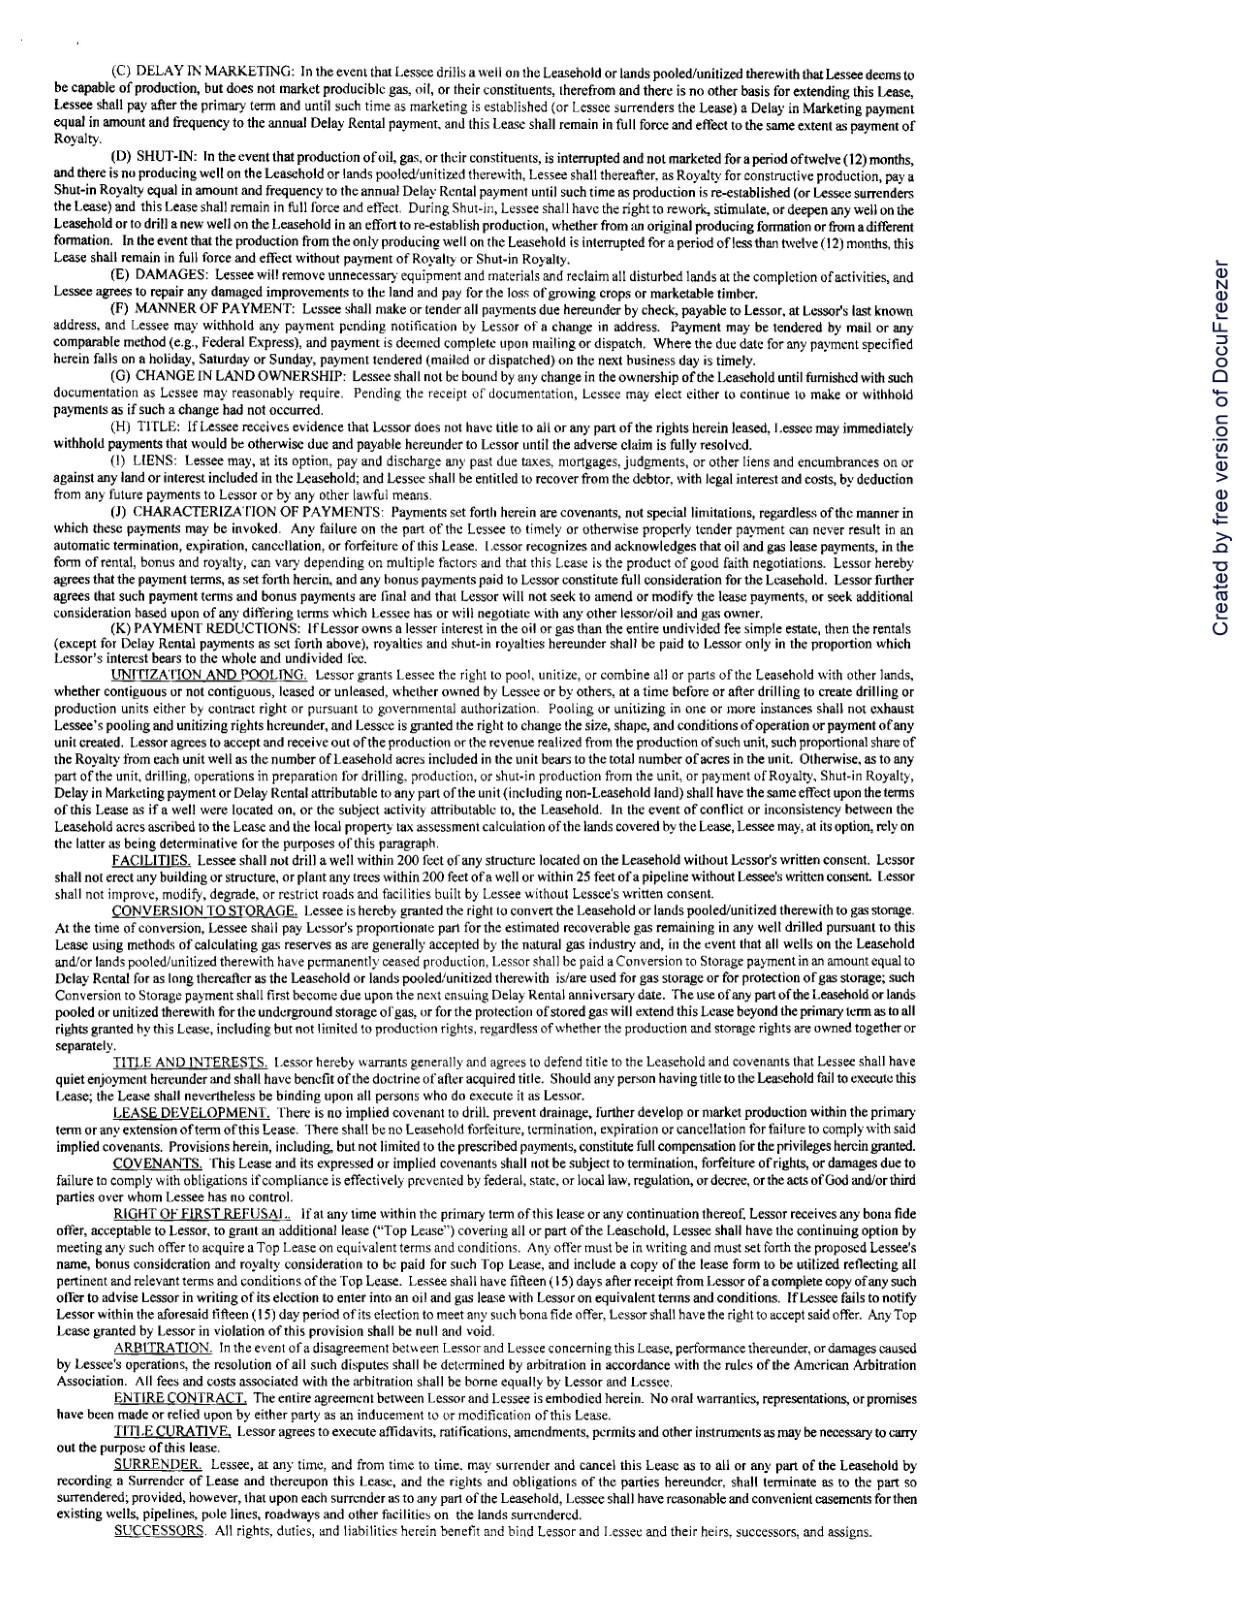 (C) DELAY IN MARKETING: In the event that Lessee drills a well on the Leasehold or lands pooled/unitized therewith that Lessee deems to
be capable of production, but does not market producible gas, oil, or their constituents, therefrom and there is no other basis for extending this Lease,
Lessee shall pay after the primary term and until such time as marketing is established (or Lessee surrenders the Lease) a Delay in Marketing payment
equal in amount and frequency to the annual Delay Rental payment, and this Lease shall remain in full force and effect to the same extent as payment of
Royalty.
(D) SHUT-IN: In the event that production of oil, gas, or their constituents, is interrupted and not marketed for a period of twelve (12) months,
and there is no producing well on the Leasehold or lands pooled/unitized therewith, Lessee shall thereafter, as Royalty for constructive production, pay a
Shut-in Royalty equal in amount and frequency to the annual Delay Rental payment until such time as production is re-established (or Lessee surrenders
the Lease) and this Lease shall remain in full force and effect. During Shut-in, Lessee shall have the right to rework, stimulate, or deepen any well on the
Leasehold or to drill a new well on the Leasehold in an effort to re-establish production, whether from an original producing formation or from a different
formation. In the event that the production from the only producing well on the Leasehold is interrupted for a period of less than twelve (12) months, this
Lease shall remain in full force and effect without payment of Royalty or Shut-in Royalty.
(E) DAMAGES: Lessee will remove unnecessary equipment and materials and reclaim all disturbed lands at the completion of activities, and
Lessee agrees to repair any damaged improvements to the land and pay for the loss of growing crops or marketable timber.
(F) MANNER OF PAYMENT: Lessee shall make or tender all payments due hereunder by check, payable to Lessor, at Lessor's last known
address, and Lessee may withhold any payment pending notification by Lessor of a change in address. Payment may be tendered by mail or any
comparable method (e.g., Federal Express), and payment is deemed complete upon mailing or dispatch. Where the due date for any payment specified
herein falls on a holiday, Saturday or Sunday, payment tendered (mailed or dispatched) on the next business day is timely.
(G) CHANGE IN LAND OWNERSHIP: Lessee shall not be bound by any change in the ownership of the Leasehold until furnished with such
documentation as Lessee may reasonably require. Pending the receipt of documentation, Lessee may elect either to continue to make or withhold
payments as if such a change had not occurred.
(H) TITLE: If Lessee receives evidence that Lessor does not have title to all or any part of the rights herein leased, Lessee may immediately
withhold payments that would be otherwise due and payable hereunder to Lessor until the adverse claim is fully resolved.
(I) LIENS: Lessee may, at its option, pay and discharge any past due taxes, mortgages, judgments, or other liens and encumbrances on or
against any land or interest included in the Leasehold; and Lessee shall be entitled to recover from the debtor, with legal interest and costs, by deduction
from any future payments to Lessor or by any other lawful means.
(J) CHARACTERIZATION OF PAYMENTS: Payments set forth herein are covenants, not special limitations, regardless of the manner in
which these payments may be invoked. Any failure on the part of the Lessee to timely or otherwise properly tender payment can never result in an
automatic termination, expiration, cancellation, or forfeiture of this Lease. Lessor recognizes and acknowledges that oil and gas lease payments, in the
form of rental, bonus and royalty, can vary depending on multiple factors and that this Lease is the product of good faith negotiations. Lessor hereby
agrees that the payment terms, as set forth herein, and any bonus payments paid to Lessor constitute full consideration for the Leasehold. Lessor further
agrees that such payment terms and bonus payments are final and that Lessor will not seek to amend or modify the lease payments, or seek additional
consideration based upon of any differing terms which Lessee has or will negotiate with any other lessor/oil and gas owner.
(K) PAYMENT REDUCTIONS: If Lessor owns a lesser interest in the oil or gas than the entire undivided fee simple estate, then the rentals
(except for Delay Rental payments as set forth above), royalties and shut-in royalties hereunder shall be paid to Lessor only in the proportion which
Lessor's interest bears to the whole and undivided fee.
UNITIZATION AND POOLING. Lessor grants Lessee the right to pool, unitize, or combine all or parts of the Leasehold with other lands,
whether contiguous or not contiguous, leased or unleased, whether owned by Lessee or by others, at a time before or after drilling to create drilling or
production units either by contract right or pursuant to governmental authorization. Pooling or unitizing in one or more instances shall not exhaust
Lessee's pooling and unitizing rights hereunder, and Lessee is granted the right to change the size, shape, and conditions of operation or payment of any
unit created. Lessor agrees to accept and receive out of the production or the revenue realized from the production of such unit, such proportional share of
the Royalty from each unit well as the number of Leasehold acres included in the unit bears to the total number of acres in the unit. Otherwise, as to any
part of the unit, drilling, operations in preparation for drilling, production, or shut-in production from the unit, or payment of Royalty, Shut-in Royalty,
Delay in Marketing payment or Delay Rental attributable to any part of the unit (including non-Leasehold land) shall have the same effect upon the terms
of this Lease as if a well were located on, or the subject activity attributable to, the Leasehold. In the event of conflict or inconsistency between the
Leasehold acres ascribed to the Lease and the local property tax assessment calculation of the lands covered by the Lease, Lessee may, at its option, rely on
the latter as being determinative for the purposes of this paragraph.
FACILITIES. Lessee shall not drill a well within 200 feet of any structure located on the Leasehold without Lessor's written consent. Lessor
shall not erect any building or structure, or plant any trees within 200 feet of a well or within 25 feet of a pipeline without Lessee's written consent. Lessor
shall not improve, modify, degrade, or restrict roads and facilities built by Lessee without Lessee's written consent.
CONVERSION TO STORAGE. Lessee is hereby granted the right to convert the Leasehold or lands pooled/unitized therewith to gas storage.
At the time of conversion, Lessee shall pay Lessor's proportionate part for the estimated recoverable gas remaining in any well drilled pursuant to this
Lease using methods of calculating gas reserves as are generally accepted by the natural gas industry and, in the event that all wells on the Leasehold
and/or lands pooled/unitized therewith have permanently ceased production, Lessor shall be paid a Conversion to Storage payment in an amount equal to
Delay Rental for as long thereafter as the Leasehold or lands pooled/unitized therewith is/are used for gas storage or for protection of gas storage; such
Conversion to Storage payment shall first become due upon the next ensuing Delay Rental anniversary date. The use of any part of the Leasehold or lands
pooled or unitized therewith for the underground storage of gas, or for the protection of stored gas will extend this Lease beyond the primary term as to all
rights granted by this Lease, including but not limited to production rights, regardless of whether the production and storage rights are owned together or
separately.
TITLE AND INTERESTS. Lessor hereby warrants generally and agrees to defend title to the Leasehold and covenants that Lessee shall have
quiet enjoyment hereunder and shall have benefit of the doctrine of after acquired title. Should any person having title to the Leasehold fail to execute this
Lease; the Lease shall nevertheless be binding upon all persons who do execute it as Lessor.
LEASE DEVELOPMENT. There is no implied covenant to drill, prevent drainage, further develop or market production within the primary
term or any extension of term of this Lease. There shall be no Leasehold forfeiture, termination, expiration or cancellation for failure to comply with said
implied covenants. Provisions herein, including, but not limited to the prescribed payments, constitute full compensation for the privileges herein granted.
COVENANTS. This Lease and its expressed or implied covenants shall not be subject to termination, forfeiture of rights, or damages due to
failure to comply with obligations if compliance is effectively prevented by federal, state, or local law, regulation, or decree, or the acts of God and/or third
parties over whom Lessee has no control.
RIGHT OF FIRST REFUSAL. If at any time within the primary term of this lease or any continuation thereof, Lessor receives any bona fide
offer, acceptable to Lessor, to grant an additional lease ("Top Lease") covering all or part of the Leasehold, Lessee shall have the continuing option by
meeting any such offer to acquire a Top Lease on equivalent terms and conditions. Any offer must be in writing and must set forth the proposed Lessee's
name, bonus consideration and royalty consideration to be paid for such Top Lease, and include a copy of the lease form to be utilized reflecting all
pertinent and relevant terms and conditions of the Top Lease. Lessee shall have fifteen (15) days after receipt from Lessor of a complete copy of any such
offer to advise Lessor in writing of its election to enter into an oil and gas lease with Lessor on equivalent terms and conditions. If Lessee fails to notify
Lessor within the aforesaid fifteen (15) day period of its election to meet any such bona fide offer, Lessor shall have the right to accept said offer. Any Top
Lease granted by Lessor in violation of this provision shall be null and void.
ARBITRATION. In the event of a disagreement between Lessor and Lessee concerning this Lease, performance thereunder, or damages caused
by Lessee's operations, the resolution of all such disputes shall be determined by arbitration in accordance with the rules of the American Arbitration
Association. All fees and costs associated with the arbitration shall be borne equally by Lessor and Lessee.
ENTIRE CONTRACT. The entire agreement between Lessor and Lessee is embodied herein. No oral warranties, representations, or promises
have been made or relied upon by either party as an inducement to or modification of this Lease.
TITLE CURATIVE. Lessor agrees to execute affidavits, ratifications, amendments, permits and other instruments as may be necessary to carry
out the purpose of this lease.
SURRENDER. Lessee, at any time, and from time to time, may surrender and cancel this Lease as to all or any part of the Leasehold by
recording a Surrender of Lease and thereupon this Lease, and the rights and obligations of the parties hereunder, shall terminate as to the part so
surrendered; provided, however, that upon each surrender as to any part of the Leasehold, Lessee shall have reasonable and convenient easements for then
existing wells, pipelines, pole lines, roadways and other facilities on the lands surrendered.
SUCCESSORS. All rights, duties, and liabilities herein benefit and bind Lessor and Lessee and their heirs, successors, and assigns.
Created by free version of DocuFreezer